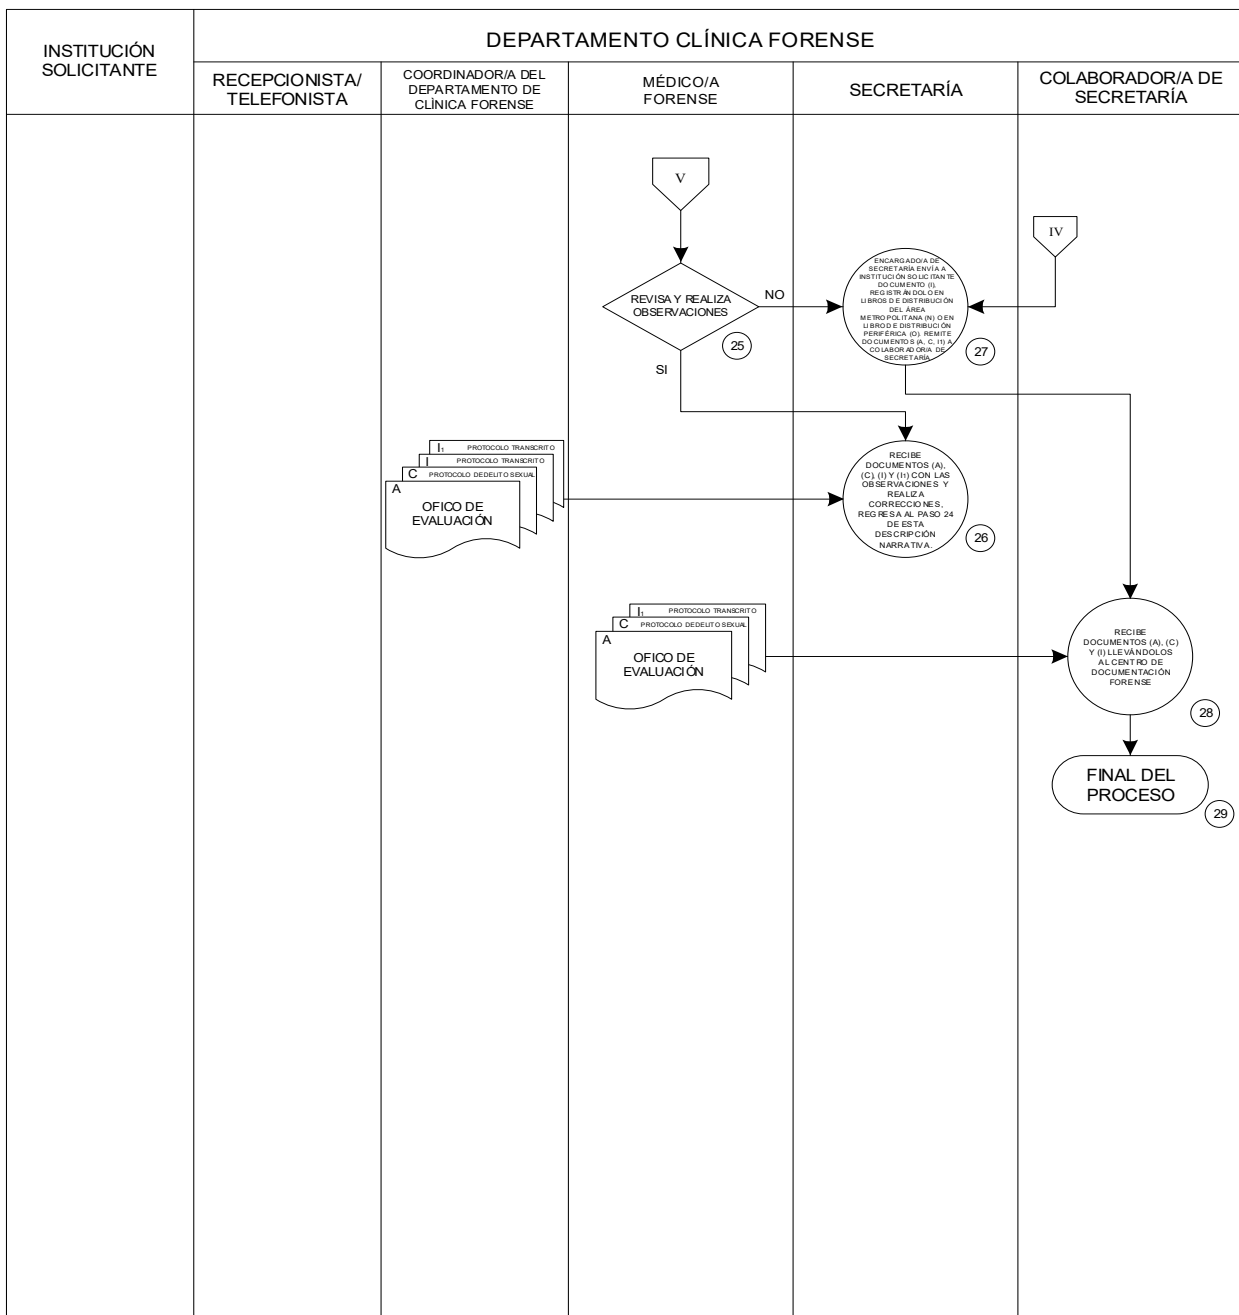 INSTITUCIÓN
SOLICITANTE
DEPARTAMENTO CLÍNICA FORENSE
RECEPCIONISTA/
TELEFONISTA
COORDINADOR/A DEL
DEPARTAMENTO DE
CLÌNICA FORENSE
MÉDICO/A
FORENSE
SECRETARÍA
COLABORADOR/A DE
SECRETARÍA
V
IV
REVISA Y REALIZA
OBSERVACIONES
NO
25
SI
ENCARGADO/A DE
SECRETARÍA ENVÍA A
INSTITUCIÓN SOLICITANTE
DOCUMENTO (I),
REGISTRÁNDOLO EN
LIBROS DE DISTRIBUCIÓN
DEL ÁREA
METROPOLITANA (N) O EN
LIBRO DE DISTRIBUCIÓN
PERIFÉRICA (O). REMITE
DOCUMENTOS (A, C, I1) A
COLABORADOR/A DE
SECRETARÍA
27
I1 PROTOCOLO TRANSCRITO
I PROTOCOLO TRANSCRITO
C PROTOCOLO DE DELITO SEXUAL
A
OFICO DE
EVALUACIÓN
RECIBE
DOCUMENTOS (A),
(C), (I) Y (I1) CON LAS
OBSERVACIONES Y
REALIZA
CORRECCIONES,
REGRESA AL PASO 24
DE ESTA
DESCRIPCIÓN
NARRATIVA.
26
I1 PROTOCOLO TRANSCRITO
C PROTOCOLO DE DELITO SEXUAL
A
OFICO DE
EVALUACIÓN
RECIBE
DOCUMENTOS (A), (C)
Y (I) LLEVÁNDOLOS
AL CENTRO DE
DOCUMENTACIÓN
FORENSE
28
FINAL DEL
PROCESO
29